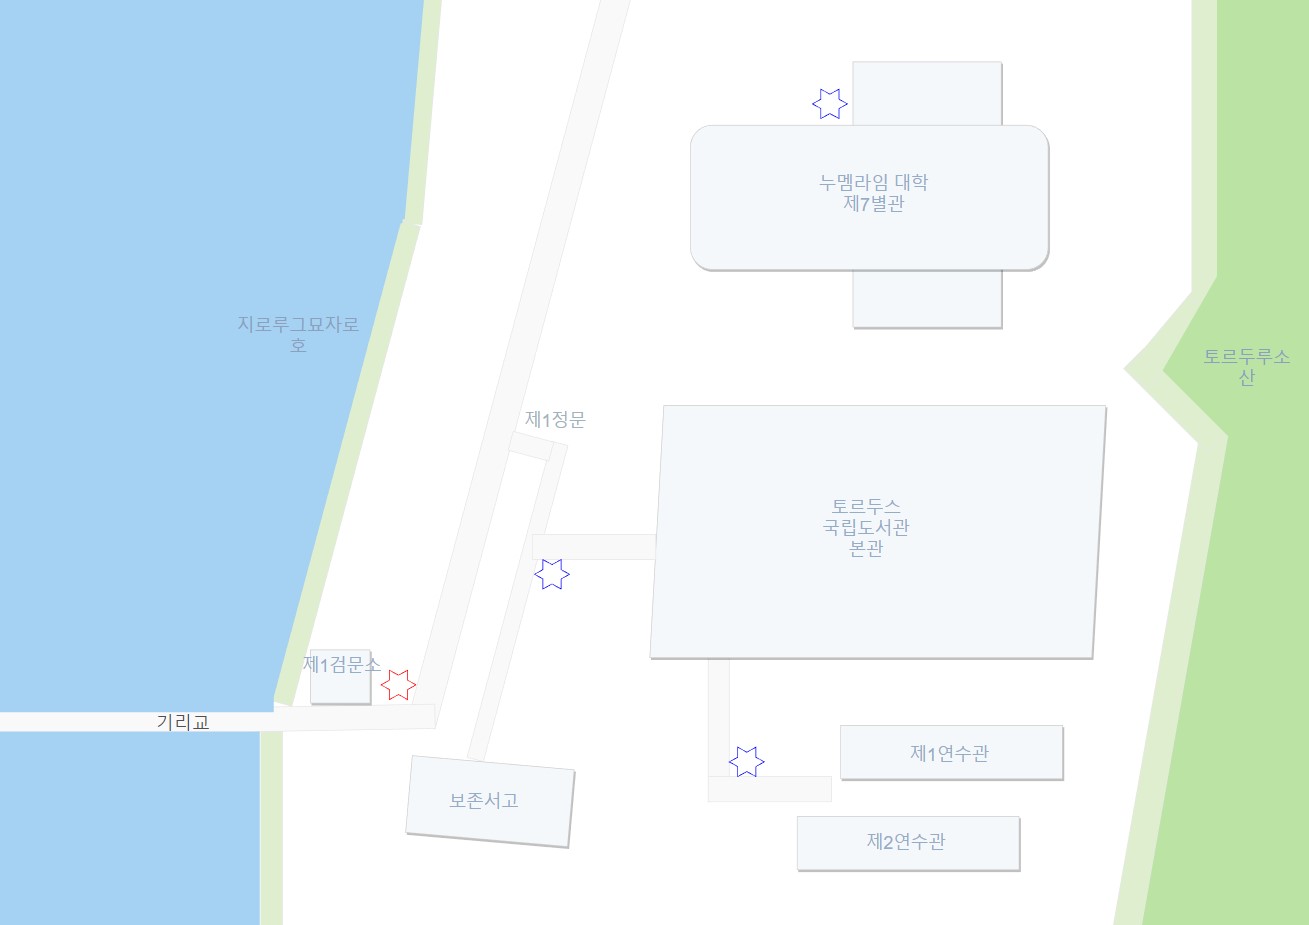 누멤라임 대학
제7별관
지로루그묘자로
호
토르두루소
산
제1정문
토르두스
국립도서관
본관
제1검문소
기리교
제1연수관
보존서고
제2연수관